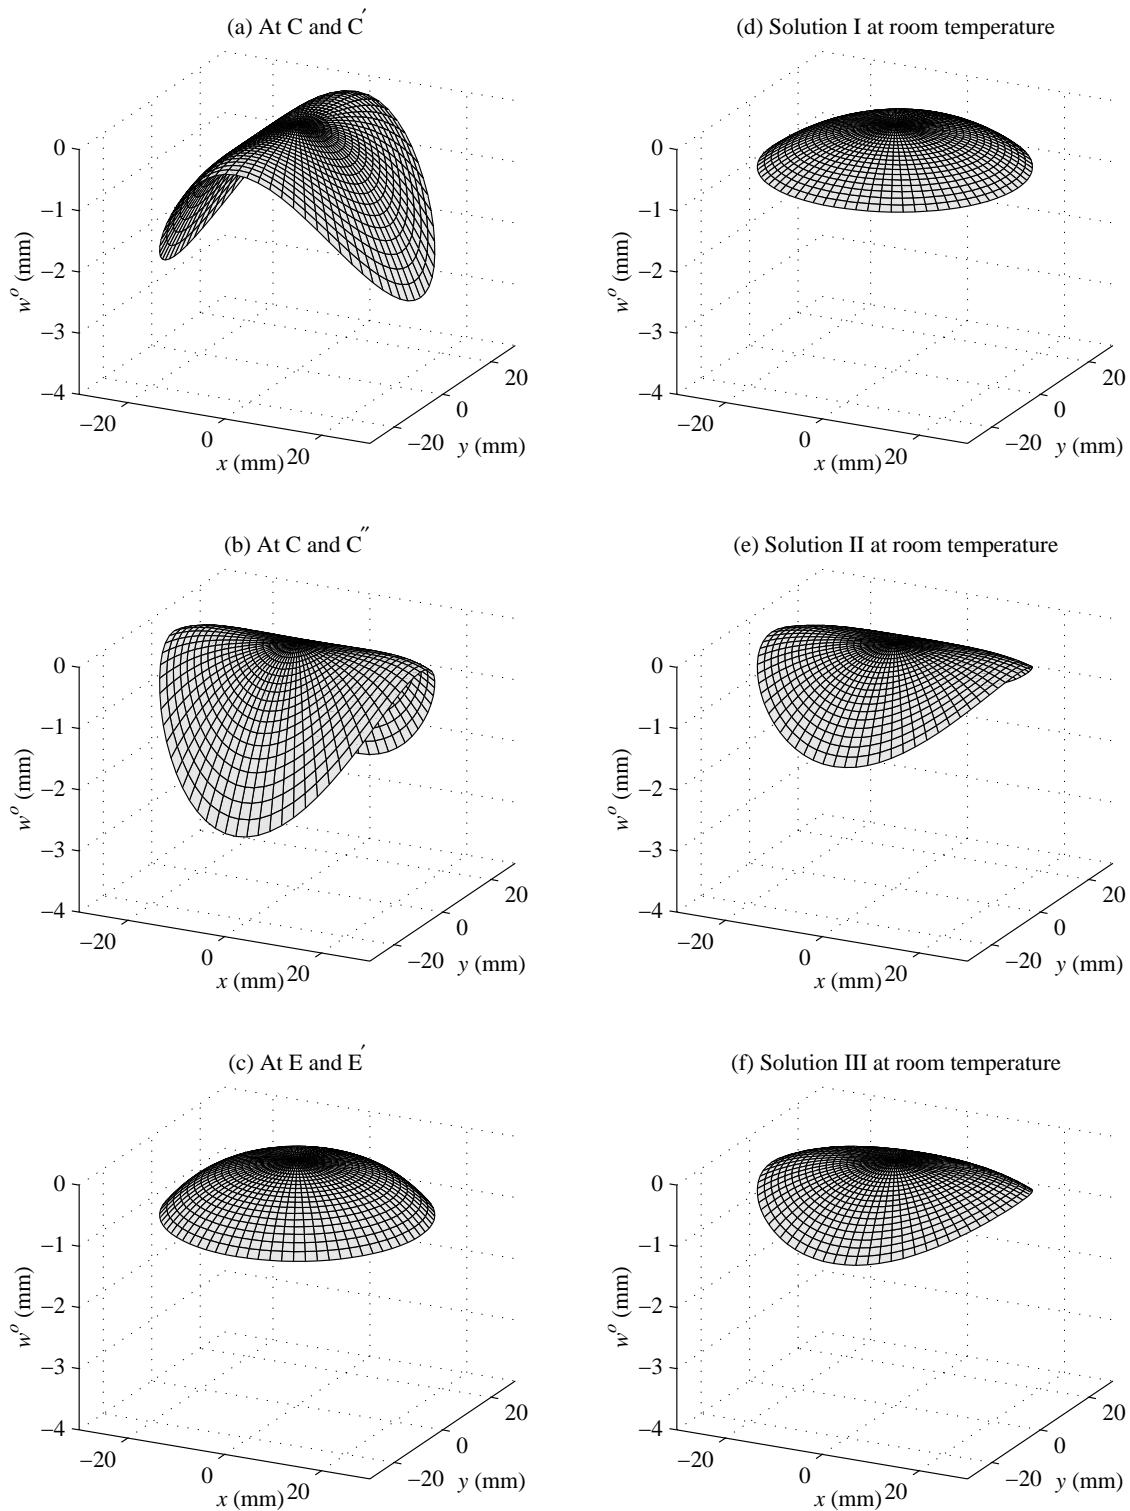 (a) At C and C′
0
−1
−2
−3
−4
w° (mm)
−20
0
20
x (mm)
−20
0
20
y (mm)
(d) Solution I at room temperature
0
−1
−2
−3
−4
w° (mm)
−20
0
20
x (mm)
−20
0
20
y (mm)
(b) At C and C″
0
−1
−2
−3
−4
w° (mm)
−20
0
20
x (mm)
−20
0
20
y (mm)
(e) Solution II at room temperature
0
−1
−2
−3
−4
w° (mm)
−20
0
20
x (mm)
−20
0
20
y (mm)
(c) At E and E′
0
−1
−2
−3
−4
w° (mm)
−20
0
20
x (mm)
−20
0
20
y (mm)
(f) Solution III at room temperature
0
−1
−2
−3
−4
w° (mm)
−20
0
20
x (mm)
−20
0
20
y (mm)